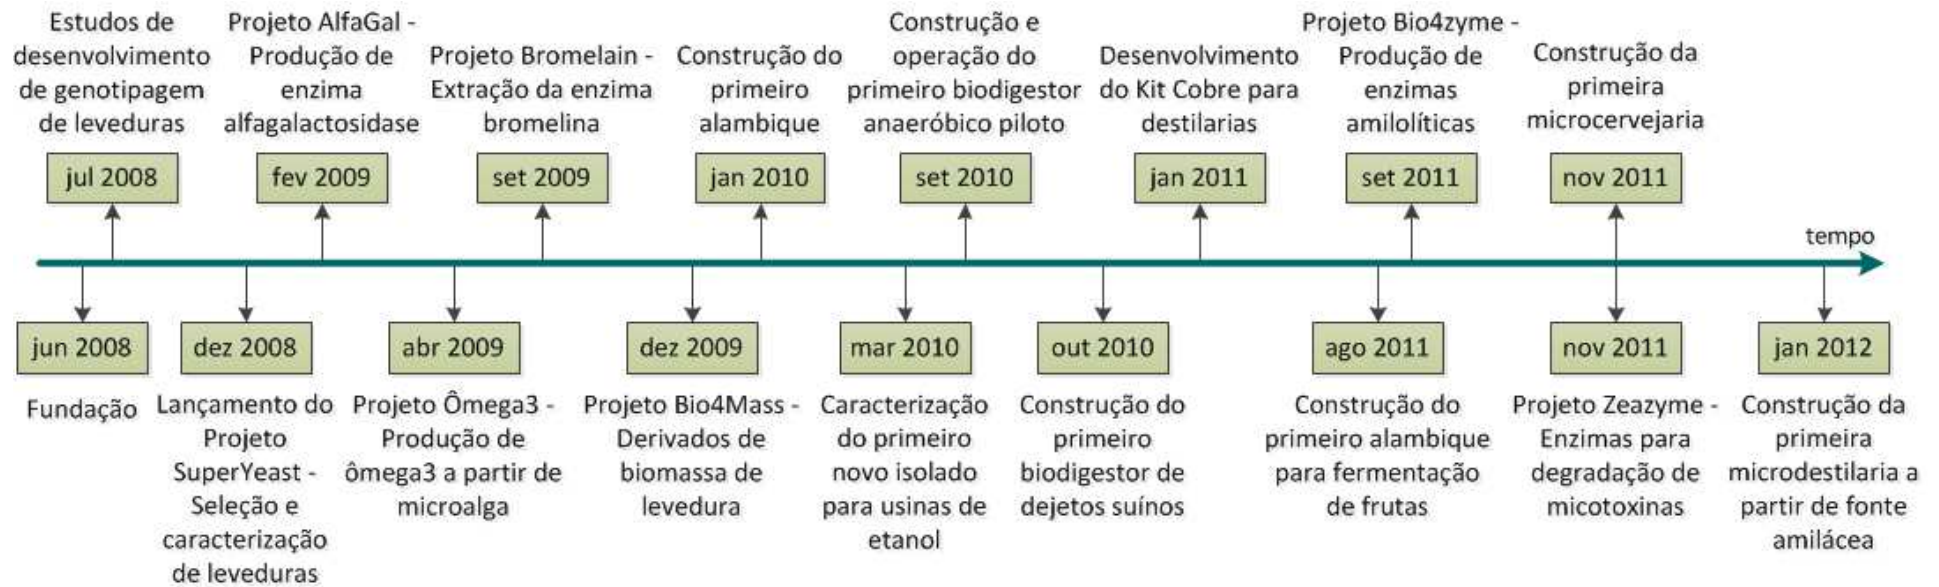 Estudos de
desenvolvimento
de genotipagem
de leveduras
jul 2008
Projeto AlfaGal -
Produção de
enzima
alfagalactosidase
fev 2009
Projeto Bromelain -
Extração da enzima
bromelina
set 2009
Construção do
primeiro
alambique
jan 2010
Construção e
operação do
primeiro biodigestor
anaeróbico piloto
set 2010
Desenvolvimento
do Kit Cobre para
destilarias
jan 2011
Projeto Bio4zyme -
Produção de
enzimas
amilolíticas
set 2011
Construção da
primeira
microcervejaria
nov 2011
tempo
jun 2008
Fundação
dez 2008
Lançamento do
Projeto
SuperYeast -
Seleção e
caracterização
de leveduras
abr 2009
Projeto Ômega3 -
Produção de
ômega3 a partir de
microalga
dez 2009
Projeto Bio4Mass -
Derivados de
biomassa de
levedura
mar 2010
Caracterização
do primeiro
novo isolado
para usinas de
etanol
out 2010
Construção do
primeiro
biodigestor de
dejetos suínos
ago 2011
Construção do
primeiro alambique
para fermentação
de frutas
nov 2011
Projeto Zeazyme -
Enzimas para
degradação de
micotoxinas
jan 2012
Construção da
primeira
microdestilaria a
partir de fonte
amilácea